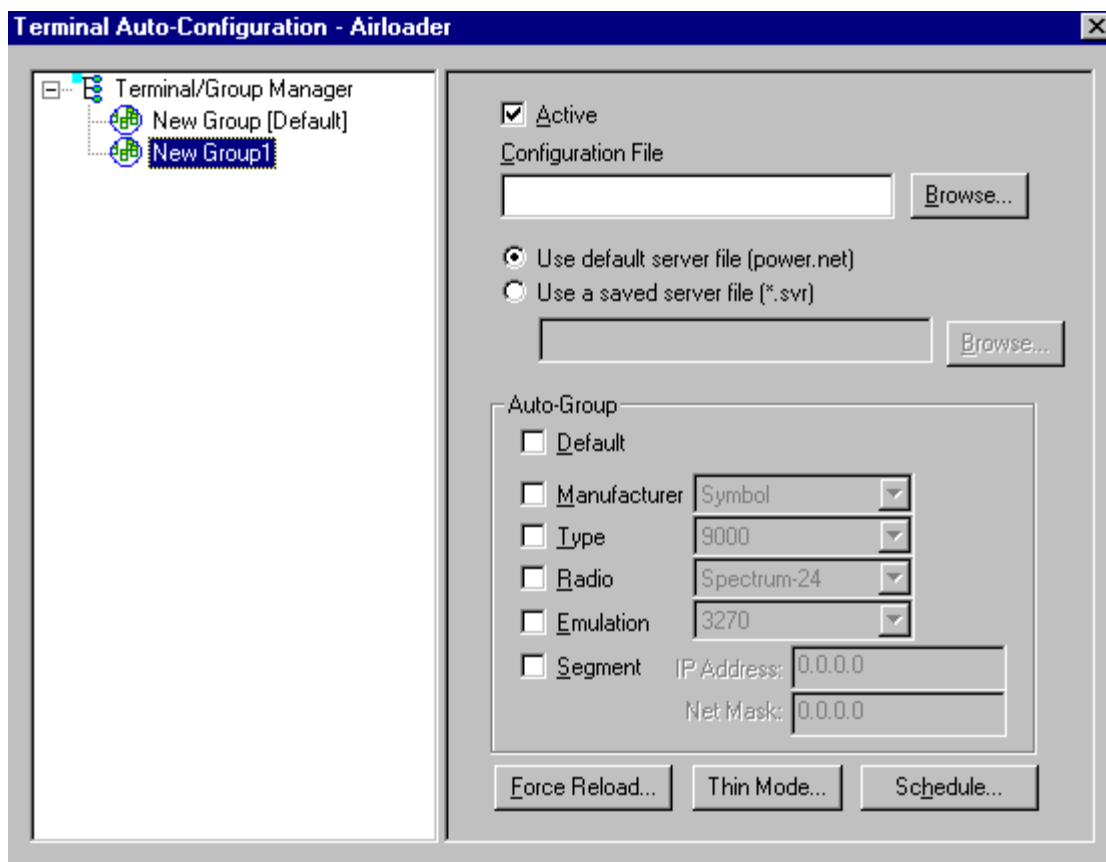 Terminal Auto-Configuration - Airloader
Terminal/Group Manager
New Group [Default]
New Group1
Active
Configuration File
Browse...
Use default server file (power.net)
Use a saved server file (*.svr)
Browse...
Auto-Group
Default
Manufacturer Symbol
Type 9000
Radio Spectrum-24
Emulation 3270
Segment IP Address: 0.0.0.0
Net Mask: 0.0.0.0
Force Reload... Thin Mode... Schedule...